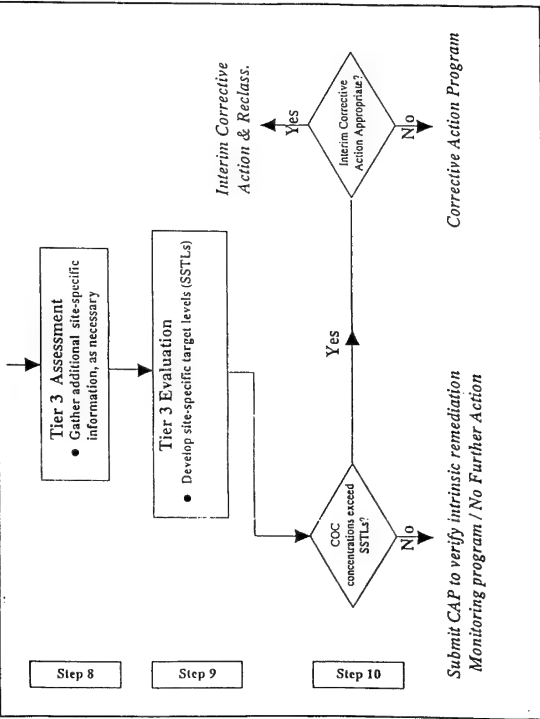 Step 8
Tier 3 Assessment
● Gather additional site-specific
information, as necessary
Step 9
Tier 3 Evaluation
● Develop site-specific target levels (SSTLs)
Step 10
COC
concentrations exceed
SSTLs?
Yes
No
Submit CAP to verify intrinsic remediation
Monitoring program / No Further Action
Interim Corrective
Action Appropriate?
Yes
Interim Corrective
Action & Reclass.
No
Corrective Action Program